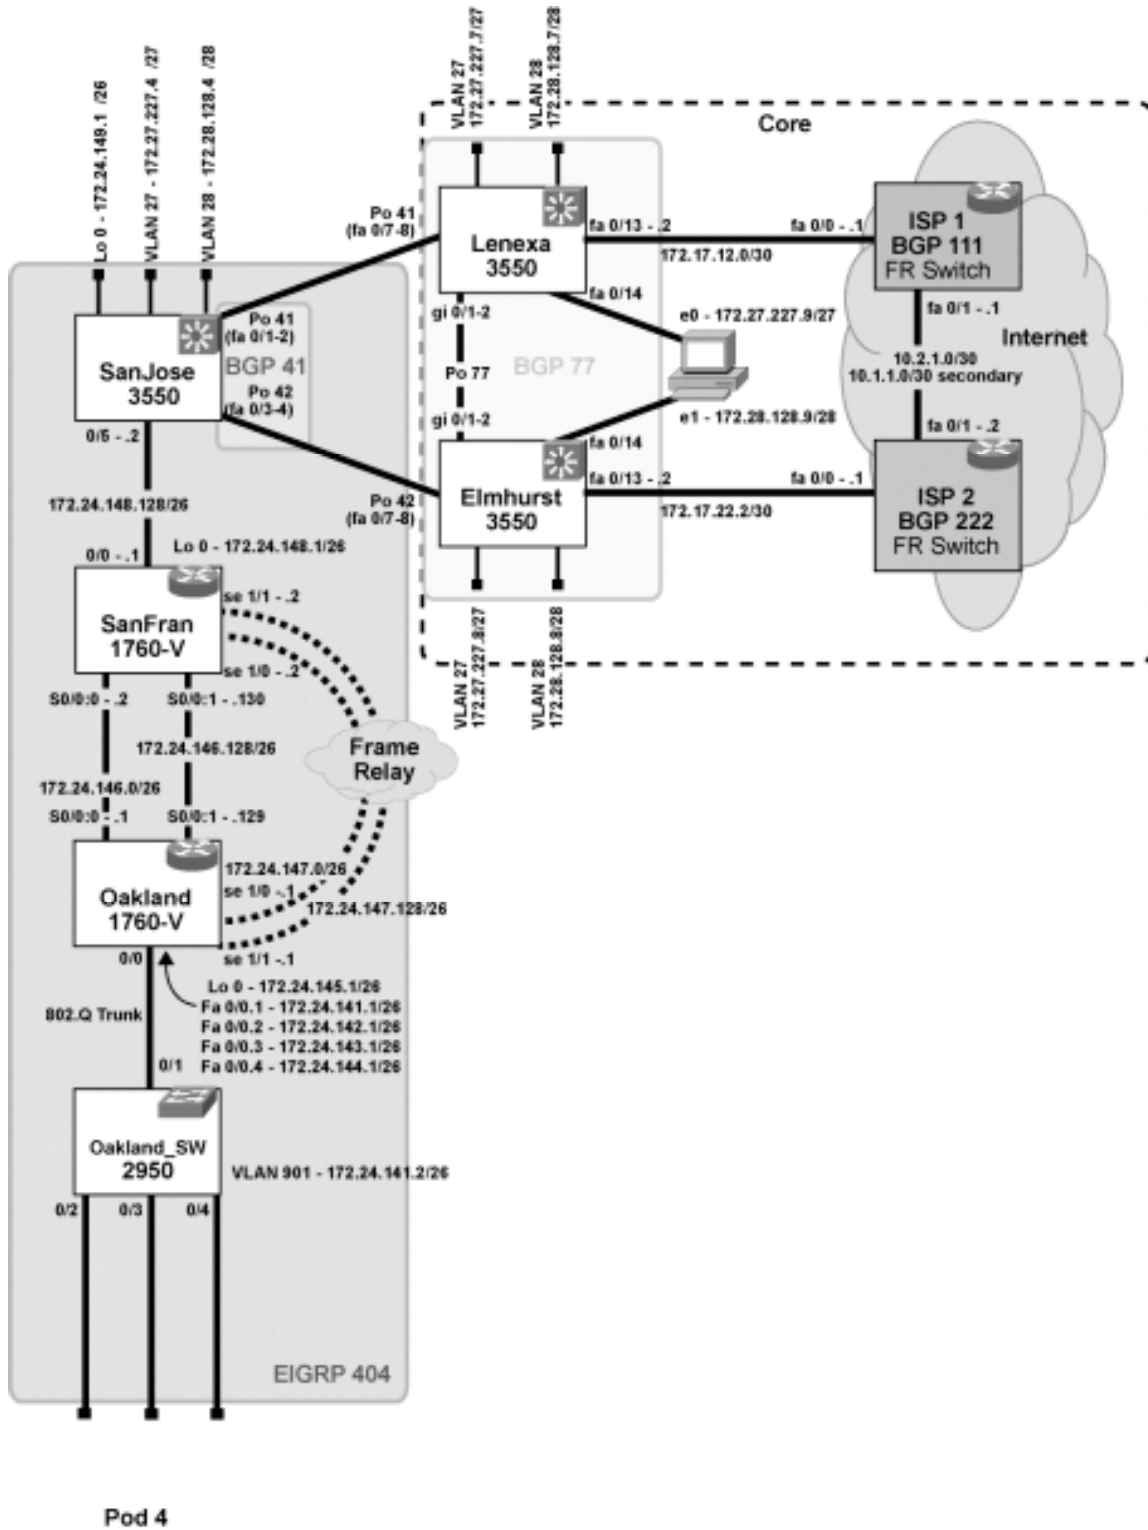 Lo 0 - 172.24.149.1 /26
VLAN 27 - 172.27.227.4 /27
VLAN 28 - 172.28.128.4 /28
VLAN 27
172.27.227.7/27
VLAN 28
172.28.128.7/28
Core
Po 41
(fa 0/7-8)
Lenexa
3550
fa 0/13 - .2
172.17.12.0/30
fa 0/0 - .1
ISP 1
BGP 111
FR Switch
fa 0/1 - .1
Internet
10.2.1.0/30
10.1.1.0/30 secondary
fa 0/1 - .2
gi 0/1-2
fa 0/14
e0 - 172.27.227.9/27
Po 77
BGP 77
e1 - 172.28.128.9/28
gi 0/1-2
fa 0/14
Po 41
(fa 0/1-2)
BGP 41
Po 42
(fa 0/3-4)
SanJose
3550
0/5 - .2
Po 42
(fa 0/7-8)
Elmhurst
3550
fa 0/13 - .2
172.17.22.2/30
fa 0/0 - .1
ISP 2
BGP 222
FR Switch
172.24.148.128/26
0/0 - .1
Lo 0 - 172.24.148.1/26
VLAN 27
172.27.227.8/27
VLAN 28
172.28.128.8/28
SanFran
1760-V
se 1/1 - .2
se 1/0 - .2
S0/0:0 - .2
S0/0:1 - .130
172.24.146.128/26
Frame
Relay
172.24.146.0/26
S0/0:0 - .1
S0/0:1 - .129
Oakland
1760-V
172.24.147.0/26
se 1/0 -.1
172.24.147.128/26
se 1/1 -.1
0/0
Lo 0 - 172.24.145.1/26
Fa 0/0.1 - 172.24.141.1/26
Fa 0/0.2 - 172.24.142.1/26
Fa 0/0.3 - 172.24.143.1/26
Fa 0/0.4 - 172.24.144.1/26
802.Q Trunk
0/1
Oakland_SW
2950
VLAN 901 - 172.24.141.2/26
0/2
0/3
0/4
EIGRP 404
Pod 4